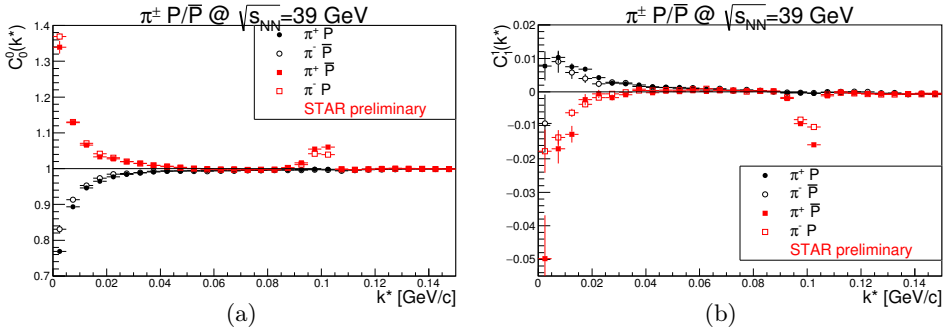 π± P/P̅ @ √s_NN=39 GeV
C⁰₀(k*)
1.4
1.3
1.2
1.1
1
0.9
0.8
0.7
π⁺ P
π⁻ P̅
π⁺ P̅
π⁻ P
STAR preliminary
0 0.02 0.04 0.06 0.08 0.1 0.12 0.14
k* [GeV/c]
(a)
π± P/P̅ @ √s_NN=39 GeV
C¹₁(k*)
0.02
0.01
0
−0.01
−0.02
−0.03
−0.04
−0.05
π⁺ P
π⁻ P̅
π⁺ P̅
π⁻ P
STAR preliminary
0 0.02 0.04 0.06 0.08 0.1 0.12 0.14
k* [GeV/c]
(b)